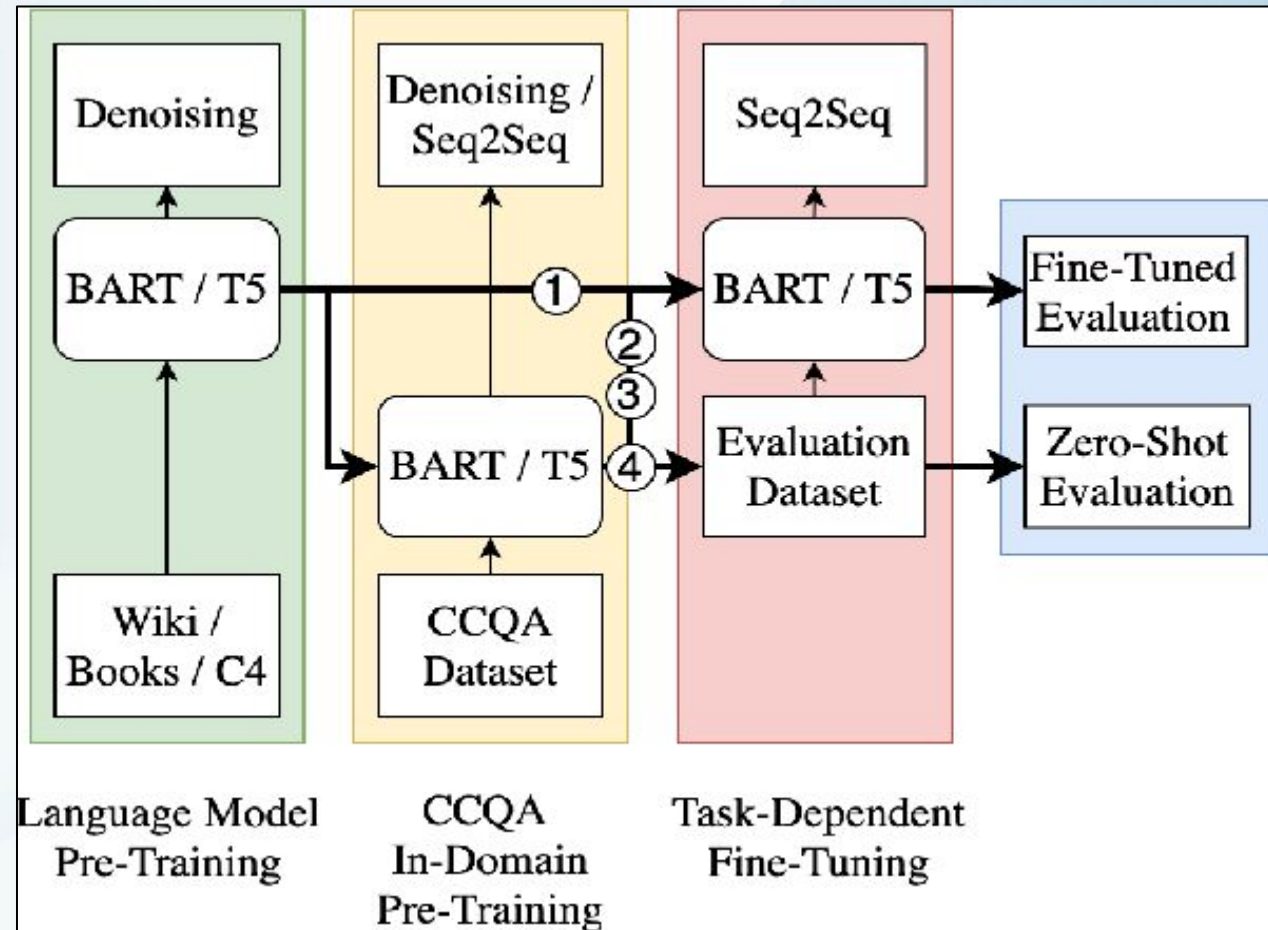 Denoising
BART / T5
Wiki /
Books / C4
Language Model
Pre-Training
Denoising /
Seq2Seq
BART / T5
CCQA
Dataset
CCQA
In-Domain
Pre-Training
1
2
3
4
Seq2Seq
BART / T5
Evaluation
Dataset
Task-Dependent
Fine-Tuning
Fine-Tuned
Evaluation
Zero-Shot
Evaluation